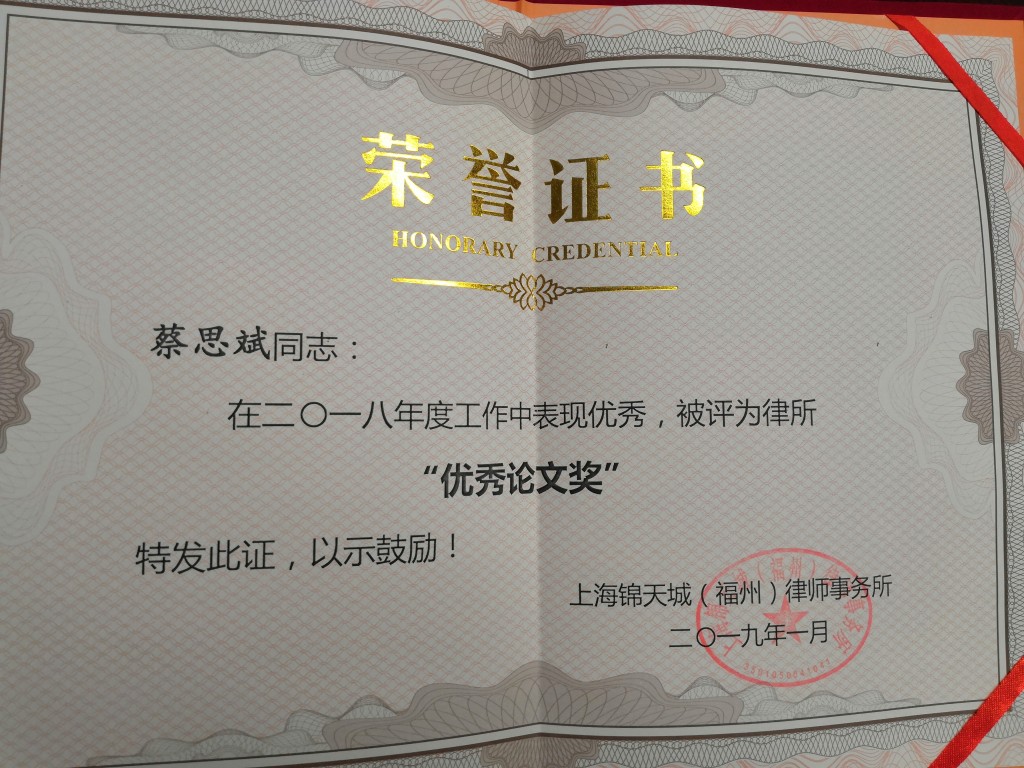 荣誉证书
HONORARY CREDENTIAL
蔡思斌同志：
在二〇一八年度工作中表现优秀，被评为律所
“优秀论文奖”
特发此证，以示鼓励！
上海锦天城（福州）律师事务所
二〇一九年一月